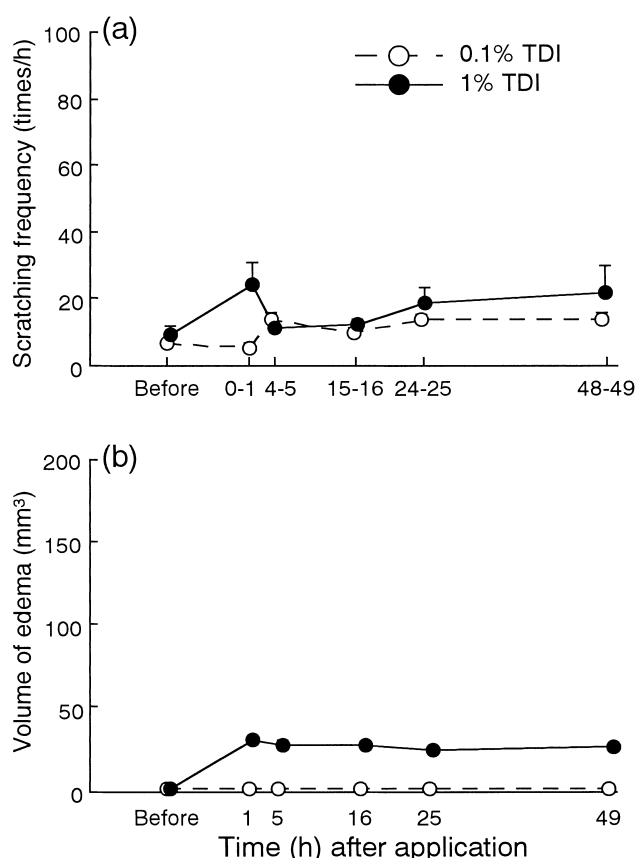 (a)
100
80
60
40
20
0
Scratching frequency (times/h)
0.1% TDI
1% TDI
Before 0-1 4-5 15-16 24-25 48-49
(b)
200
150
100
50
0
Volume of edema (mm³)
Before 1 5 16 25 49
Time (h) after application